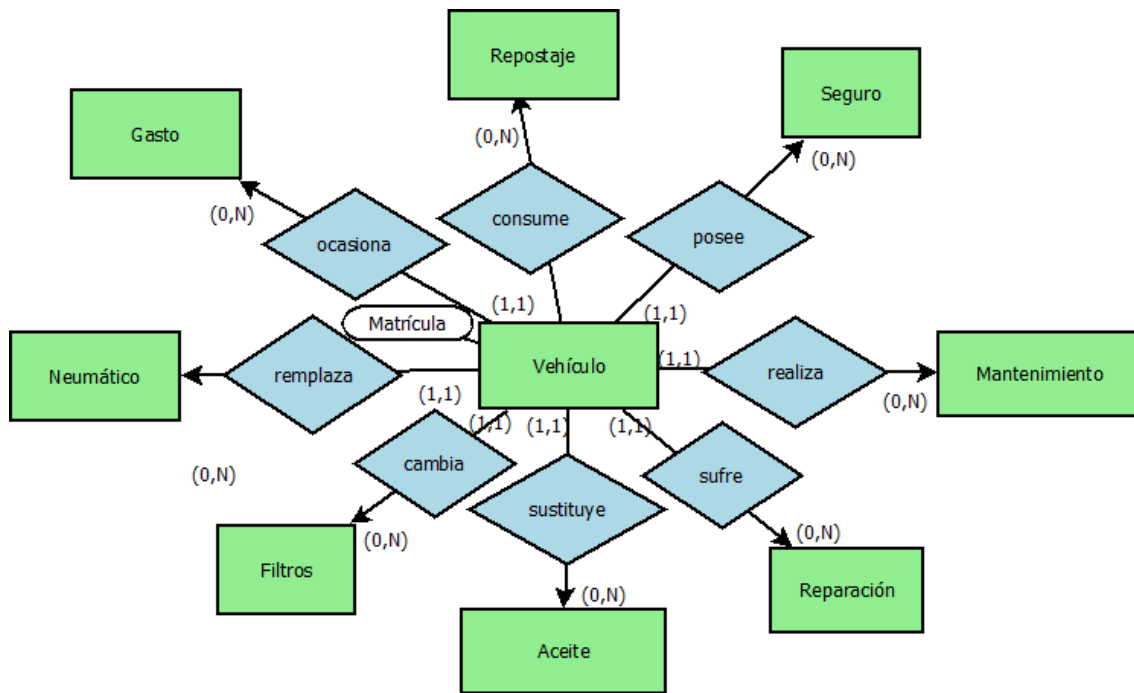 Repostaje
Seguro
Gasto
(0,N)
(0,N)
(0,N)
consume
posee
ocasiona
(1,1)
(1,1)
Matrícula
Neumático
remplaza
Vehículo
(1,1)
realiza
Mantenimiento
(1,1)
(0,N)
(1,1)
(1,1)
(1,1)
cambia
(0,N)
sufre
sustituye
(0,N)
(0,N)
Filtros
Reparación
(0,N)
Aceite